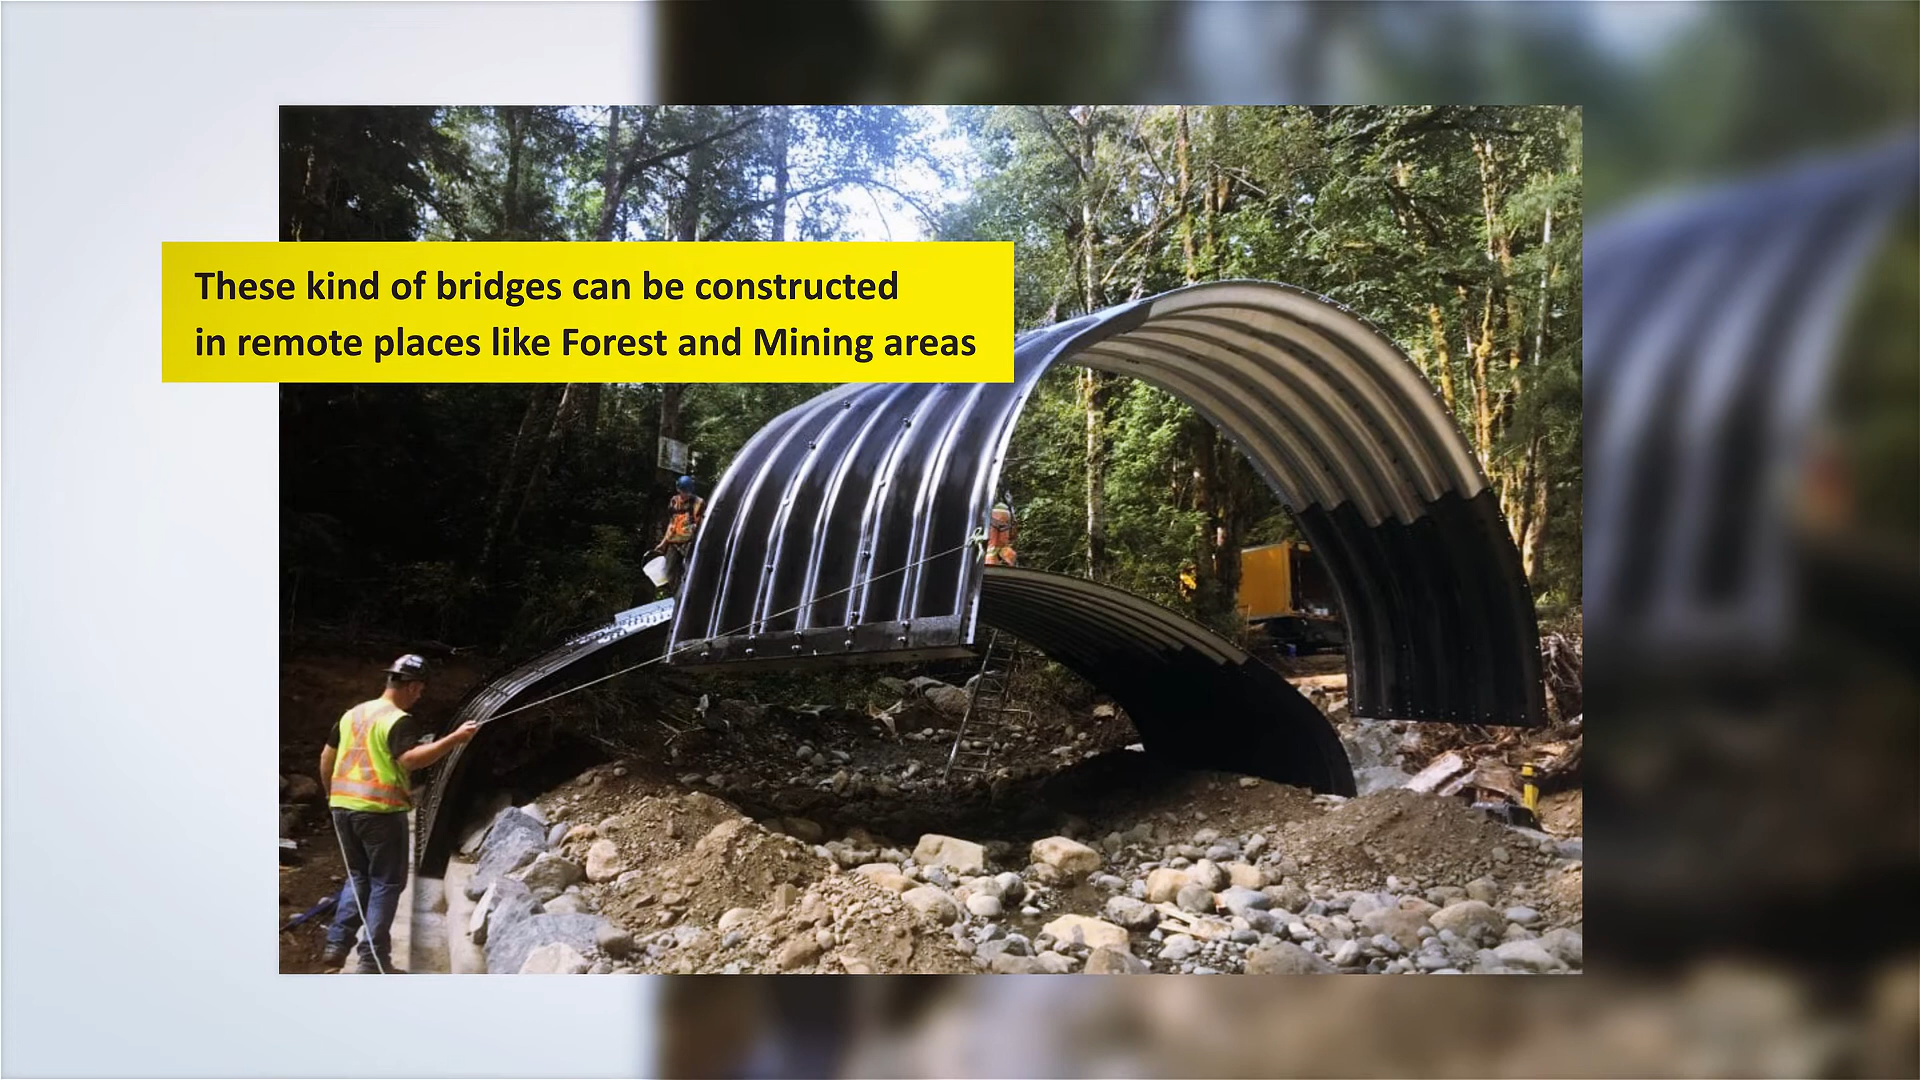 These kind of bridges can be constructed
in remote places like Forest and Mining areas